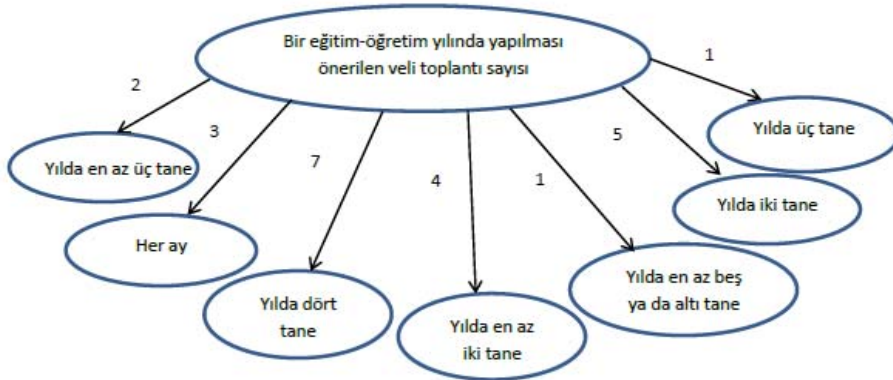 Bir eğitim-öğretim yılında yapılması
önerilen veli toplantı sayısı
2
3
7
4
1
5
1
Yılda en az üç tane
Her ay
Yılda dört
tane
Yılda en az
iki tane
Yılda en az beş
ya da altı tane
Yılda iki tane
Yılda üç tane